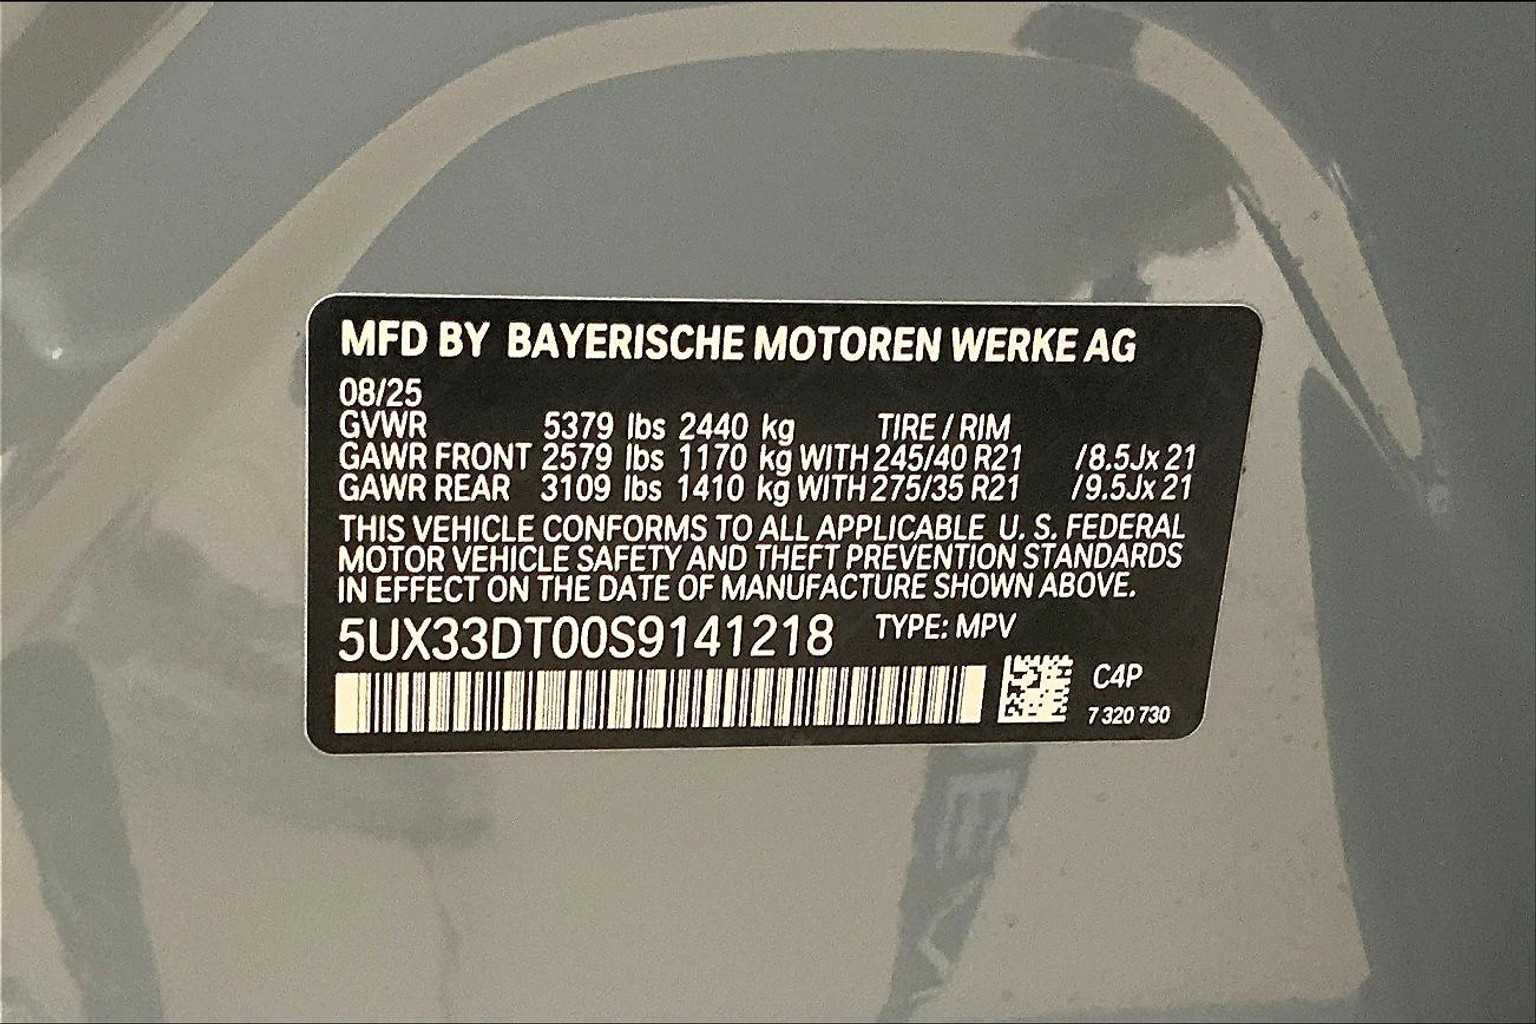 MFD BY BAYERISCHE MOTOREN WERKE AG
08/25
GVWR 5379 lbs 2440 kg TIRE / RIM
GAWR FRONT 2579 lbs 1170 kg WITH 245/40 R21 /8.5Jx 21
GAWR REAR 3109 lbs 1410 kg WITH 275/35 R21 /9.5Jx 21
THIS VEHICLE CONFORMS TO ALL APPLICABLE U. S. FEDERAL
MOTOR VEHICLE SAFETY AND THEFT PREVENTION STANDARDS
IN EFFECT ON THE DATE OF MANUFACTURE SHOWN ABOVE.
5UX33DT00S9141218 TYPE: MPV
C4P
7 320 730